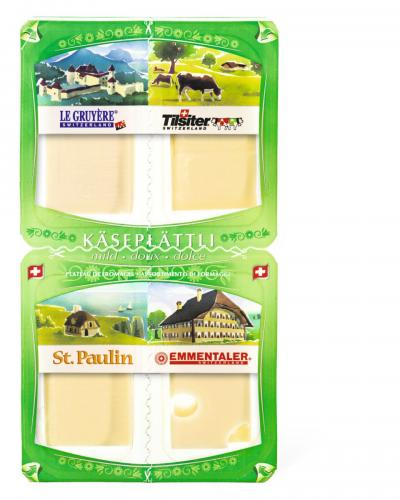 LE GRUYÈRE®
SWITZERLAND
Tilsiter
SWITZERLAND
KÄSEPLÄTTLI
mild • doux • dolce
PLATEAU DE FROMAGES • ASSORTIMENTO DI FORMAGGI
St. Paulin
EMMENTALER®
SWITZERLAND